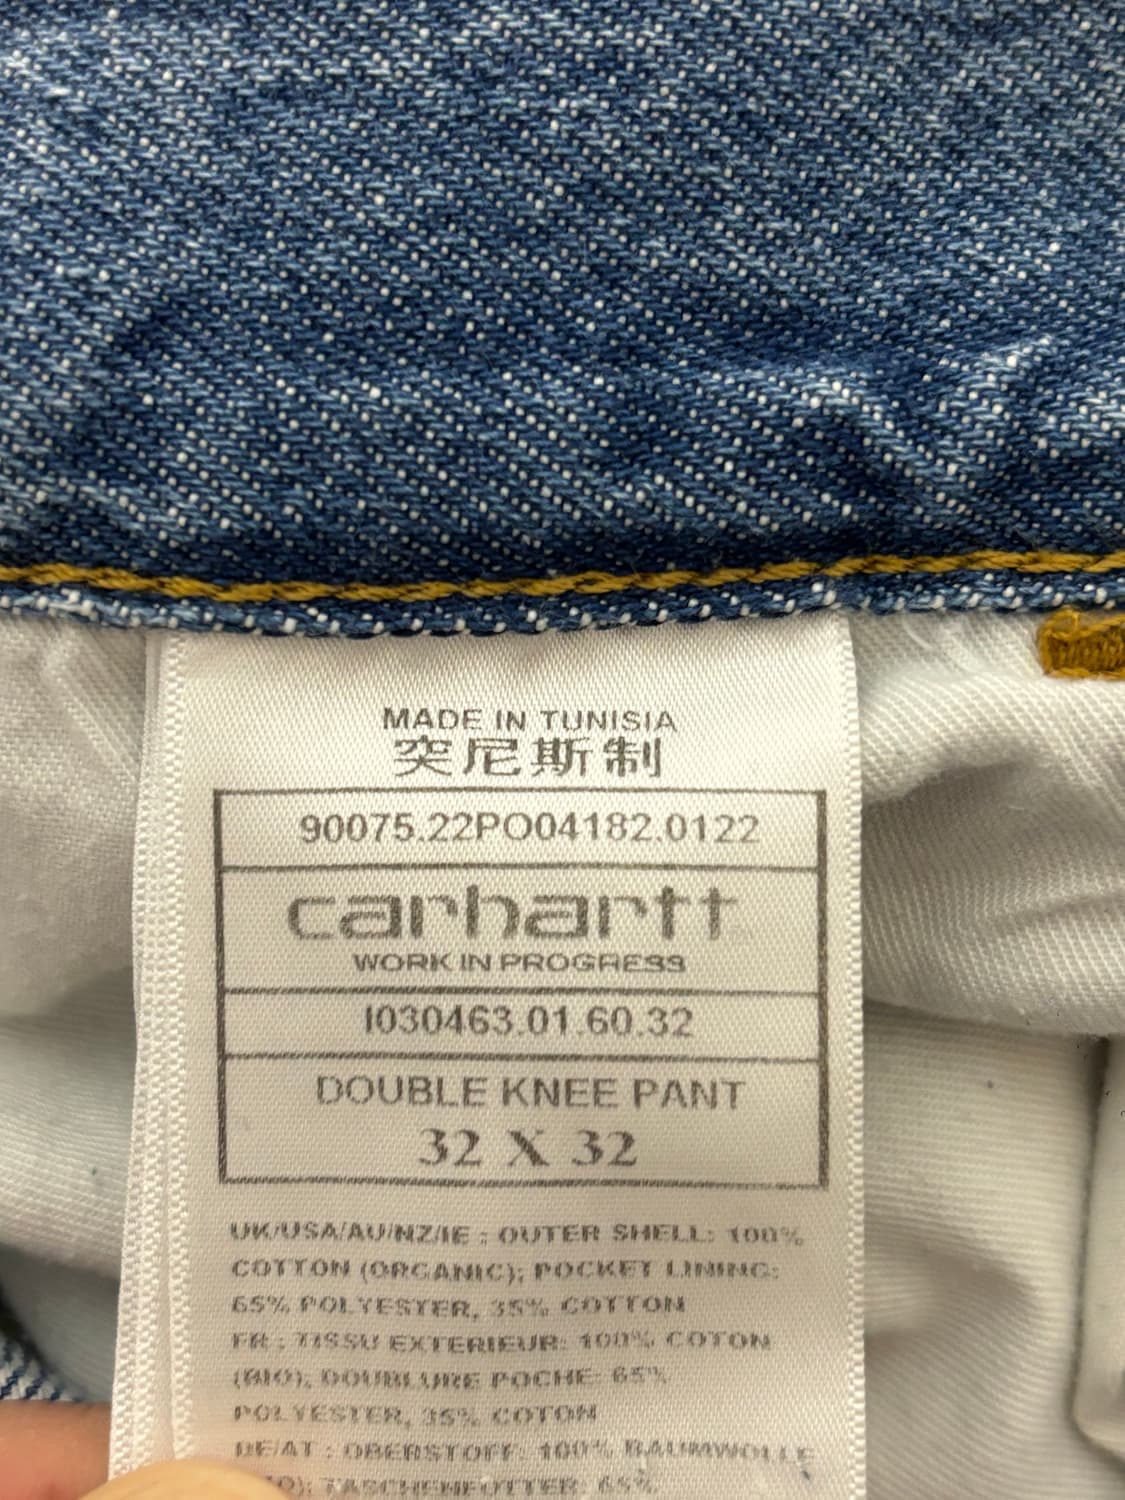 MADE IN TUNISIA
突尼斯制
90075.22PO04182.0122
carhartt
WORK IN PROGRESS
I030463.01.60.32
DOUBLE KNEE PANT
32 X 32
UK/USA/AU/NZ/IE : OUTER SHELL: 100%
COTTON (ORGANIC); POCKET LINING:
65% POLYESTER, 35% COTTON
FR : TISSU EXTERIEUR: 100% COTON
(BIO); DOUBLURE POCHE: 65%
POLYESTER, 35% COTON
DE/AT : OBERSTOFF: 100% BAUMWOLLE
TASCHENFUTTER: 65%